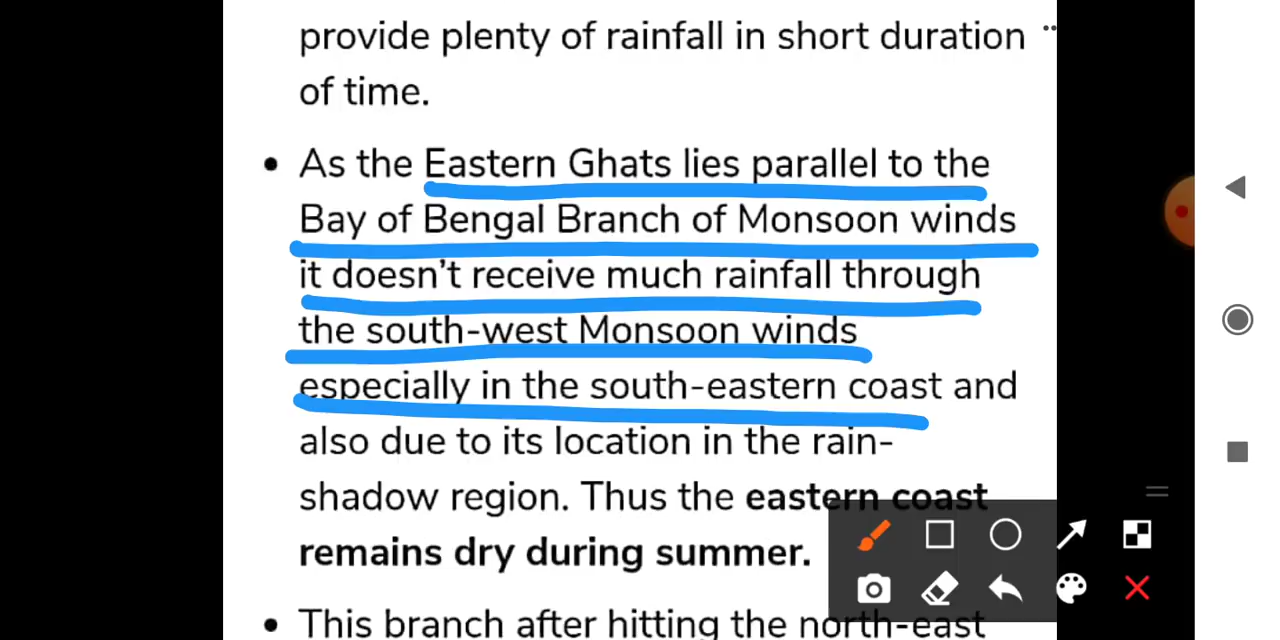 provide plenty of rainfall in short duration
of time.
• As the Eastern Ghats lies parallel to the
Bay of Bengal Branch of Monsoon winds
it doesn't receive much rainfall through
the south-west Monsoon winds
especially in the south-eastern coast and
also due to its location in the rain-
shadow region. Thus the eastern coast
remains dry during summer.
• This branch after hitting the north-east